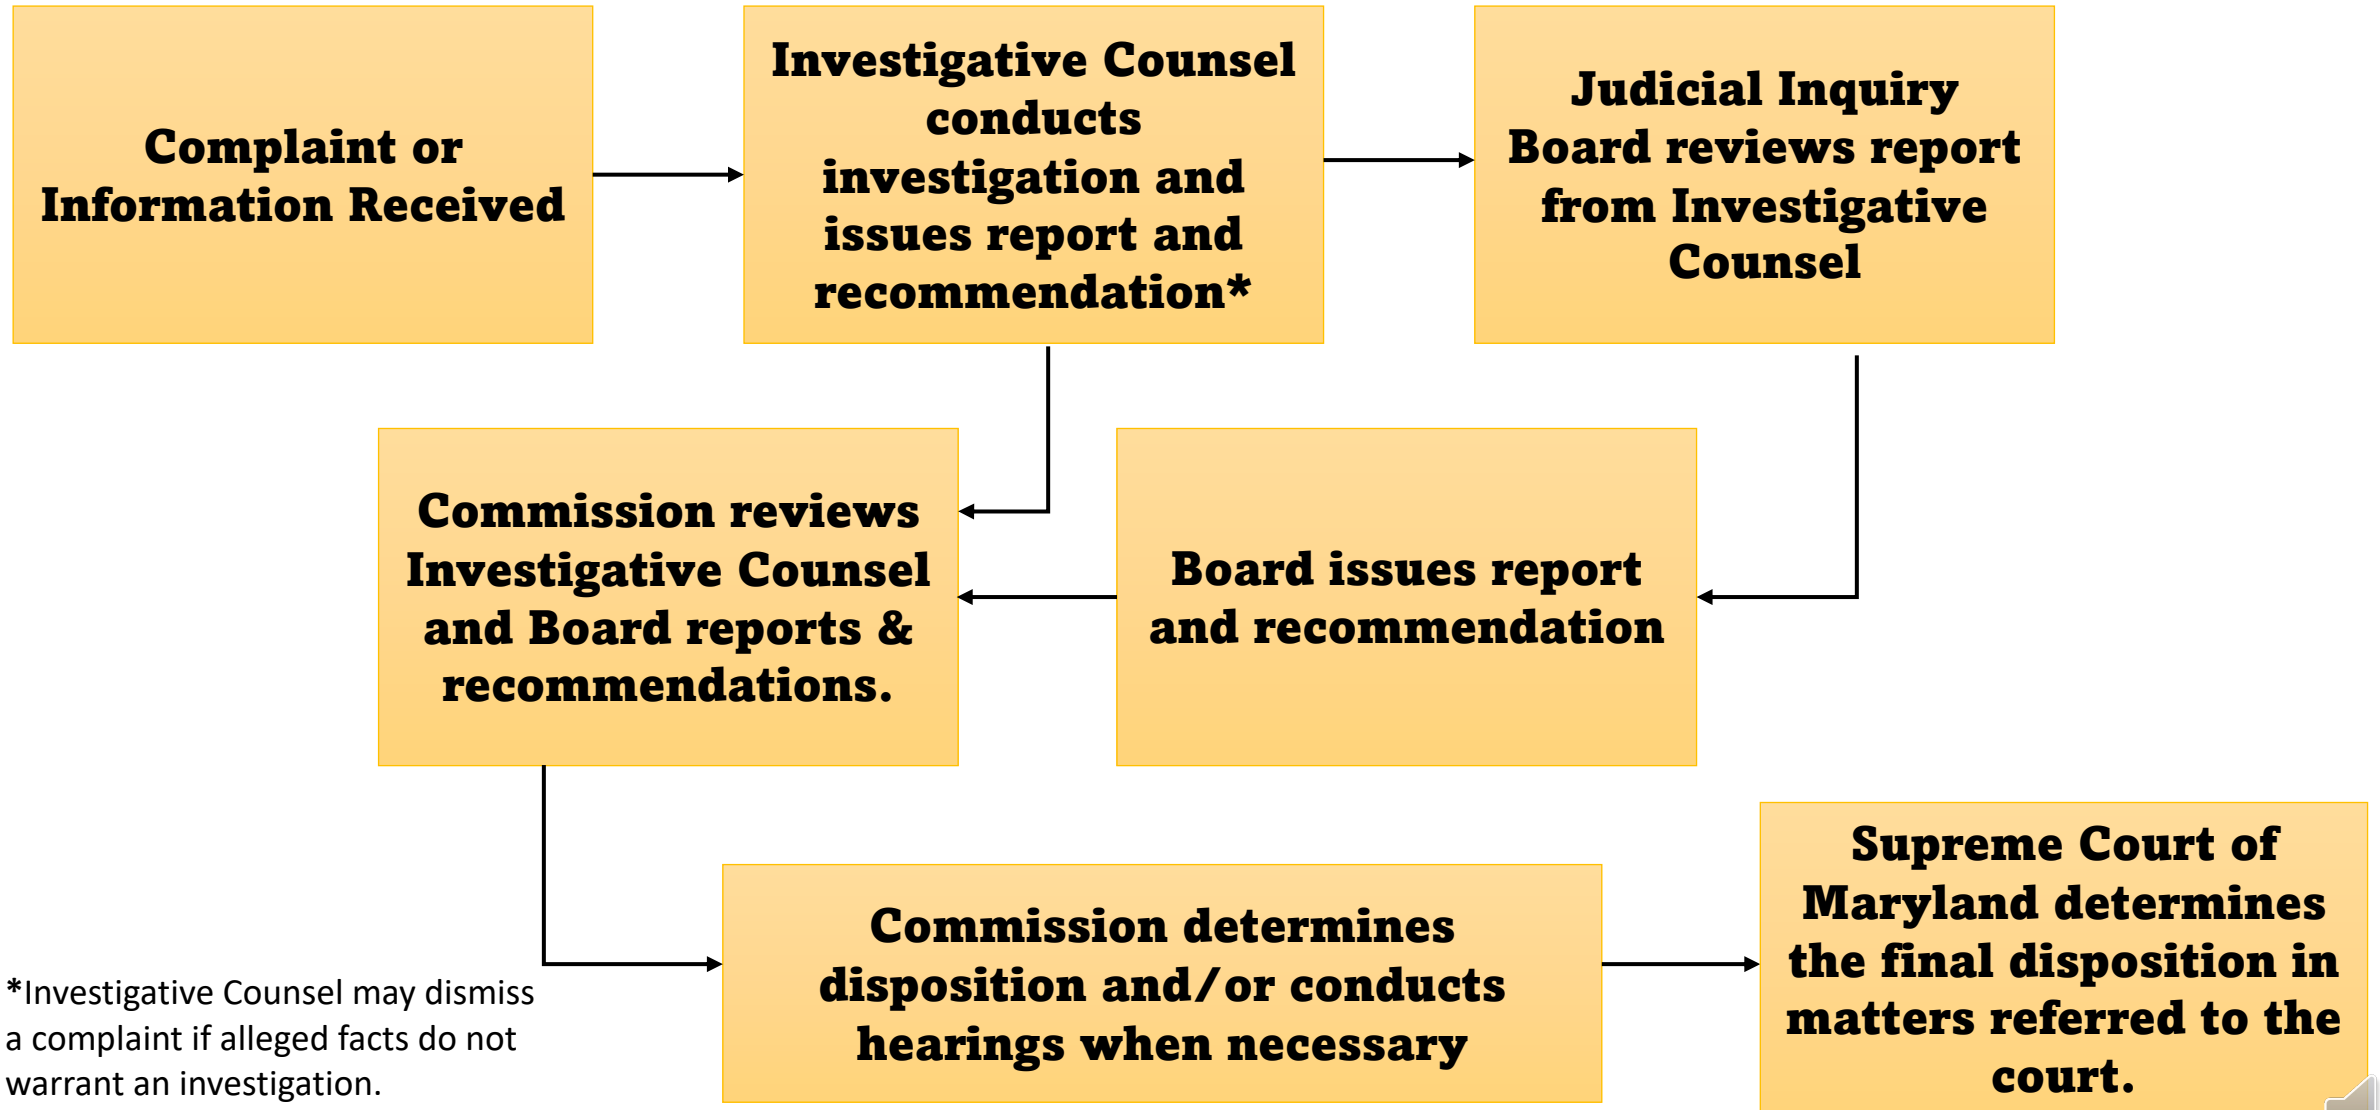 Complaint or
Information Received
Investigative Counsel
conducts
investigation and
issues report and
recommendation*
Judicial Inquiry
Board reviews report
from Investigative
Counsel
Commission reviews
Investigative Counsel
and Board reports &
recommendations.
Board issues report
and recommendation
Commission determines
disposition and/or conducts
hearings when necessary
Supreme Court of
Maryland determines
the final disposition in
matters referred to the
court.
*Investigative Counsel may dismiss
a complaint if alleged facts do not
warrant an investigation.